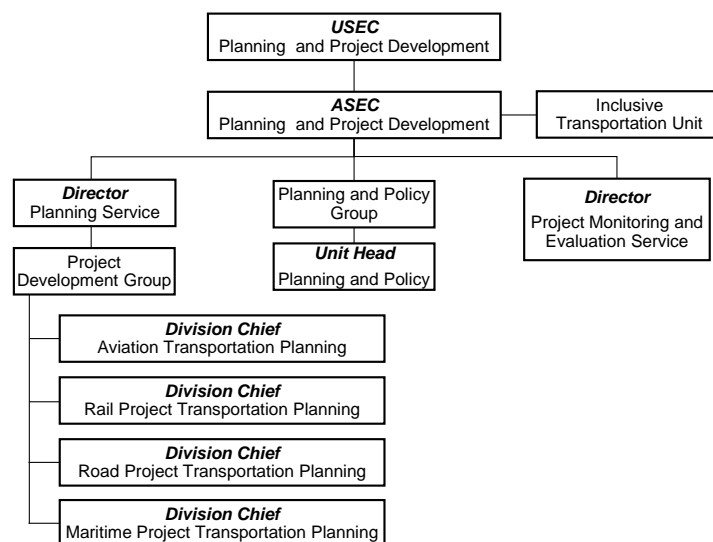 USEC
Planning and Project Development
ASEC
Planning and Project Development
Inclusive
Transportation Unit
Director
Planning Service
Planning and Policy
Group
Director
Project Monitoring and
Evaluation Service
Project
Development Group
Unit Head
Planning and Policy
Division Chief
Aviation Transportation Planning
Division Chief
Rail Project Transportation Planning
Division Chief
Road Project Transportation Planning
Division Chief
Maritime Project Transportation Planning